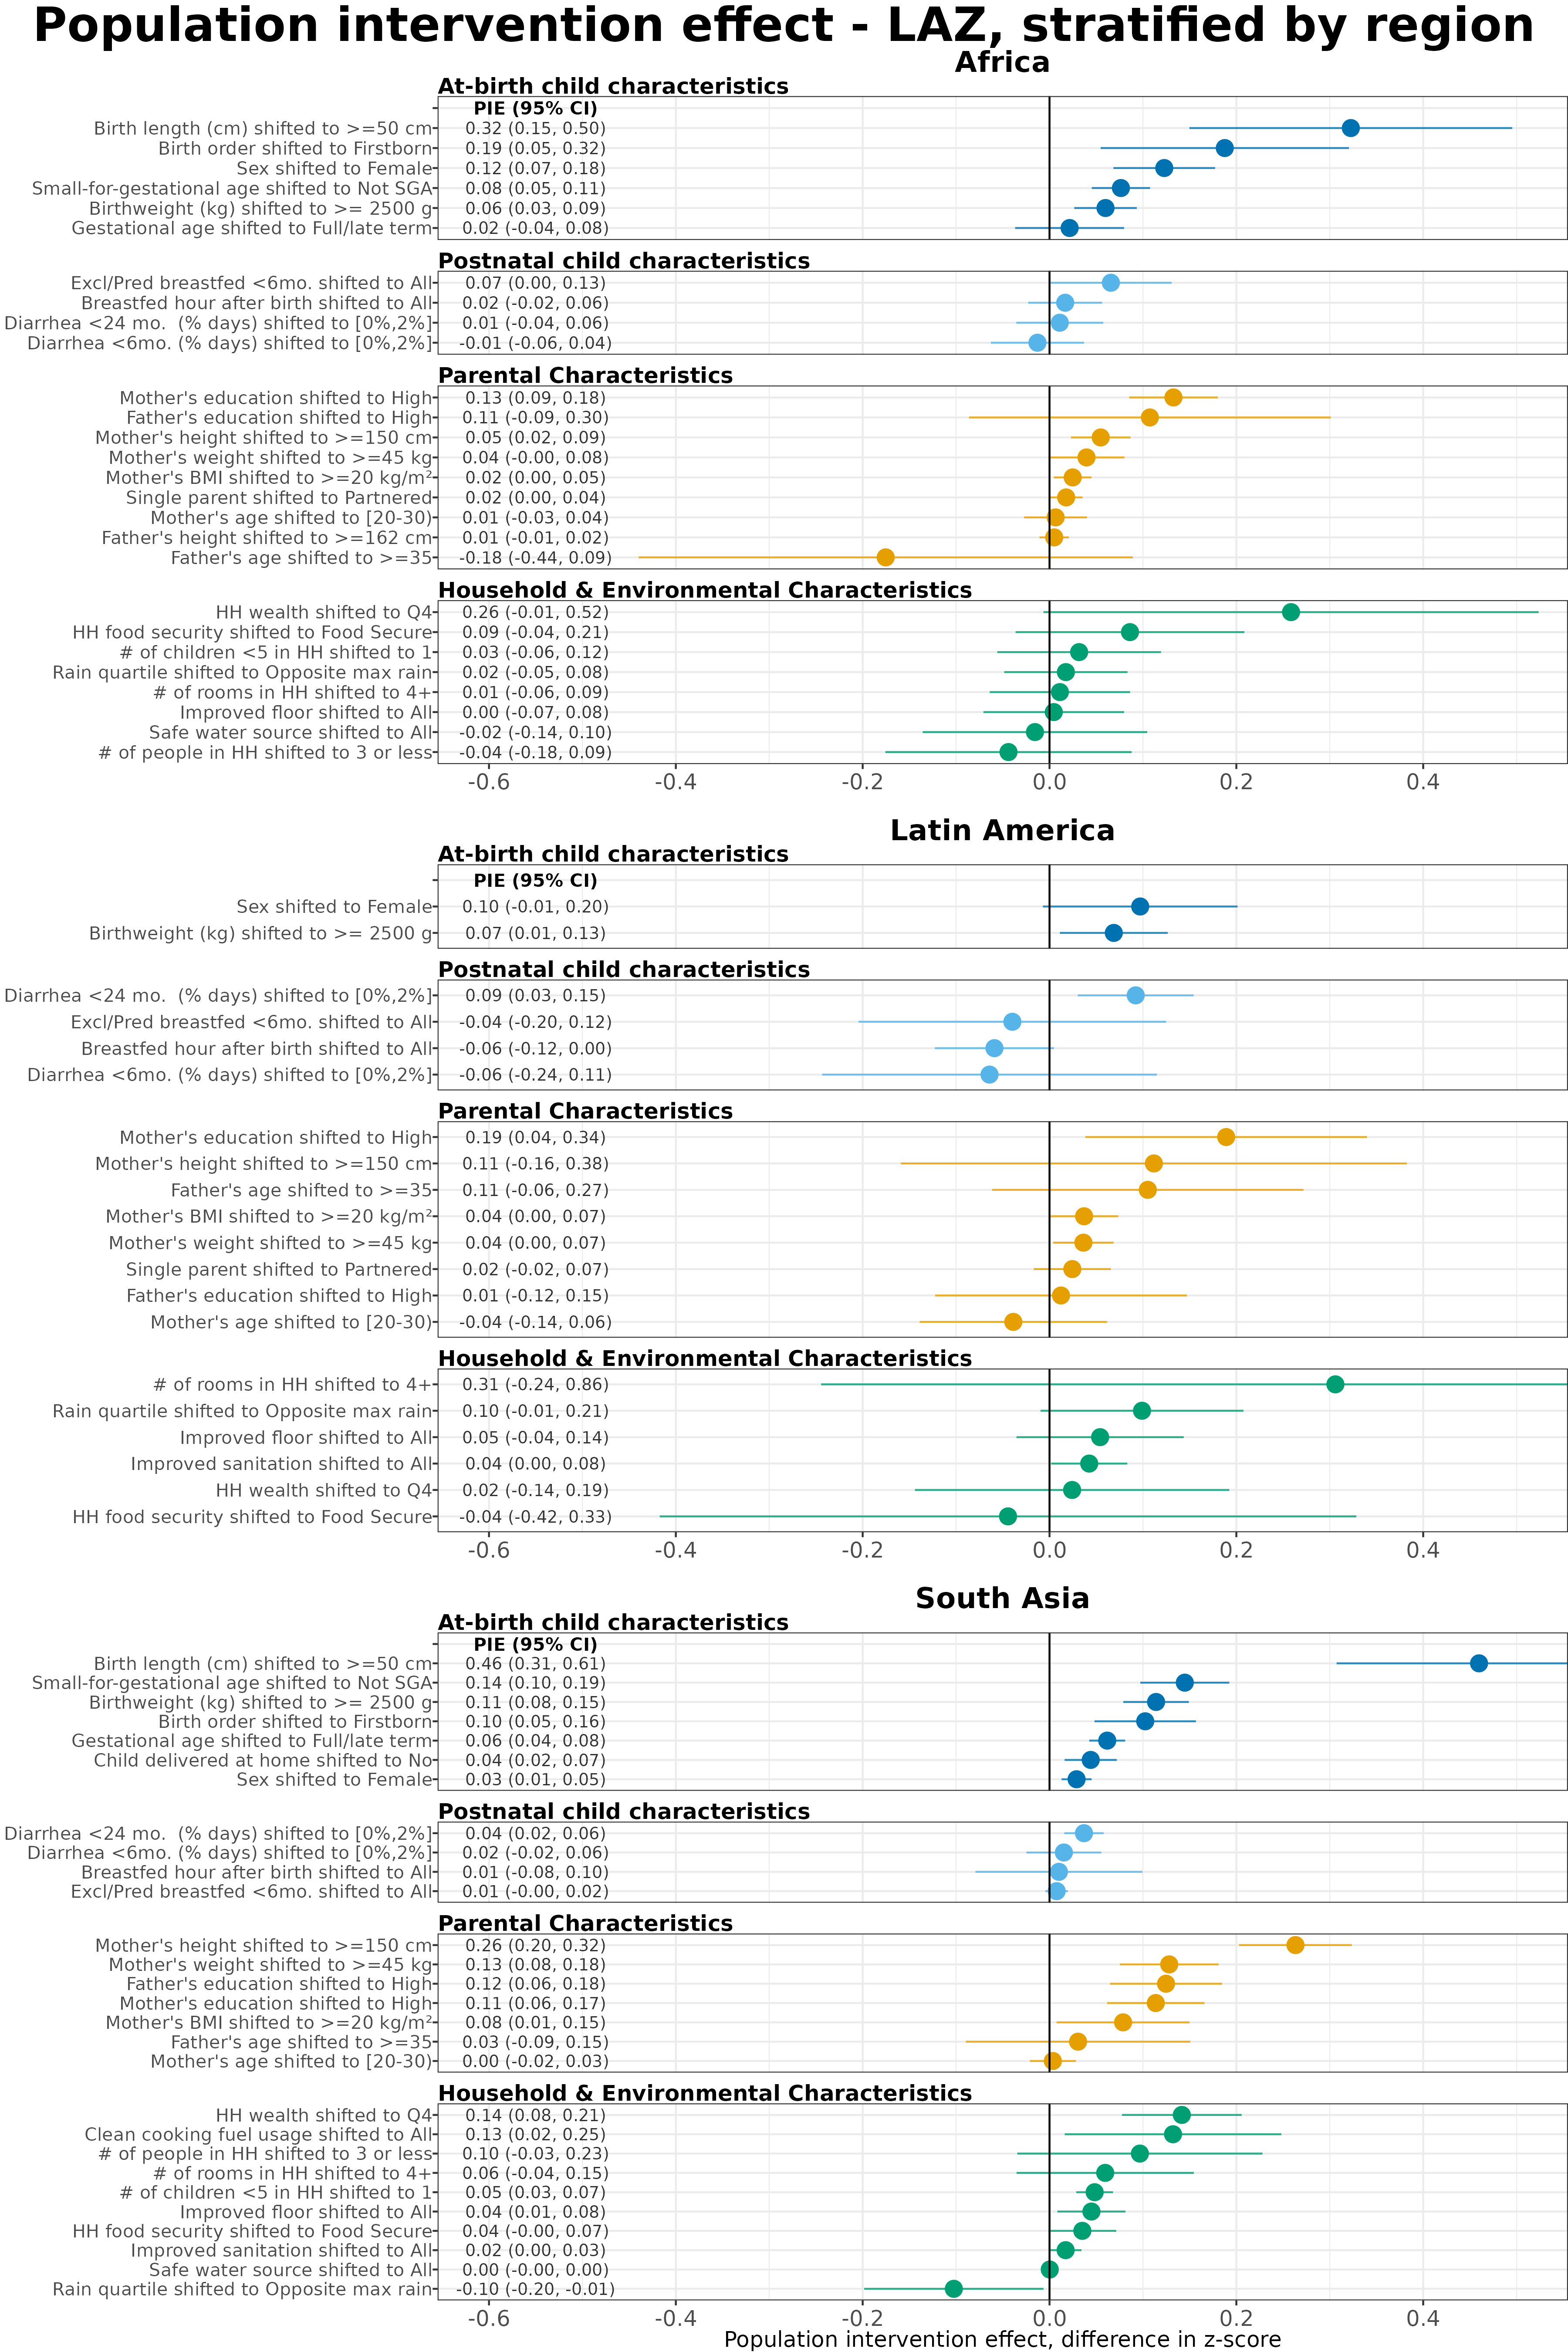 Population intervention effect - LAZ, stratified by region
Africa
At-birth child characteristics
PIE (95% CI)
Birth length (cm) shifted to >=50 cm 0.32 (0.15, 0.50)
Birth order shifted to Firstborn 0.19 (0.05, 0.32)
Sex shifted to Female 0.12 (0.07, 0.18)
Small-for-gestational age shifted to Not SGA 0.08 (0.05, 0.11)
Birthweight (kg) shifted to >= 2500 g 0.06 (0.03, 0.09)
Gestational age shifted to Full/late term 0.02 (-0.04, 0.08)
Postnatal child characteristics
Excl/Pred breastfed <6mo. shifted to All 0.07 (0.00, 0.13)
Breastfed hour after birth shifted to All 0.02 (-0.02, 0.06)
Diarrhea <24 mo.  (% days) shifted to [0%,2%] 0.01 (-0.04, 0.06)
Diarrhea <6mo. (% days) shifted to [0%,2%] -0.01 (-0.06, 0.04)
Parental Characteristics
Mother's education shifted to High 0.13 (0.09, 0.18)
Father's education shifted to High 0.11 (-0.09, 0.30)
Mother's height shifted to >=150 cm 0.05 (0.02, 0.09)
Mother's weight shifted to >=45 kg 0.04 (-0.00, 0.08)
Mother's BMI shifted to >=20 kg/m² 0.02 (0.00, 0.05)
Single parent shifted to Partnered 0.02 (0.00, 0.04)
Mother's age shifted to [20-30) 0.01 (-0.03, 0.04)
Father's height shifted to >=162 cm 0.01 (-0.01, 0.02)
Father's age shifted to >=35 -0.18 (-0.44, 0.09)
Household & Environmental Characteristics
HH wealth shifted to Q4 0.26 (-0.01, 0.52)
HH food security shifted to Food Secure 0.09 (-0.04, 0.21)
# of children <5 in HH shifted to 1 0.03 (-0.06, 0.12)
Rain quartile shifted to Opposite max rain 0.02 (-0.05, 0.08)
# of rooms in HH shifted to 4+ 0.01 (-0.06, 0.09)
Improved floor shifted to All 0.00 (-0.07, 0.08)
Safe water source shifted to All -0.02 (-0.14, 0.10)
# of people in HH shifted to 3 or less -0.04 (-0.18, 0.09)
-0.6 -0.4 -0.2 0.0 0.2 0.4
Latin America
At-birth child characteristics
PIE (95% CI)
Sex shifted to Female 0.10 (-0.01, 0.20)
Birthweight (kg) shifted to >= 2500 g 0.07 (0.01, 0.13)
Postnatal child characteristics
Diarrhea <24 mo.  (% days) shifted to [0%,2%] 0.09 (0.03, 0.15)
Excl/Pred breastfed <6mo. shifted to All -0.04 (-0.20, 0.12)
Breastfed hour after birth shifted to All -0.06 (-0.12, 0.00)
Diarrhea <6mo. (% days) shifted to [0%,2%] -0.06 (-0.24, 0.11)
Parental Characteristics
Mother's education shifted to High 0.19 (0.04, 0.34)
Mother's height shifted to >=150 cm 0.11 (-0.16, 0.38)
Father's age shifted to >=35 0.11 (-0.06, 0.27)
Mother's BMI shifted to >=20 kg/m² 0.04 (0.00, 0.07)
Mother's weight shifted to >=45 kg 0.04 (0.00, 0.07)
Single parent shifted to Partnered 0.02 (-0.02, 0.07)
Father's education shifted to High 0.01 (-0.12, 0.15)
Mother's age shifted to [20-30) -0.04 (-0.14, 0.06)
Household & Environmental Characteristics
# of rooms in HH shifted to 4+ 0.31 (-0.24, 0.86)
Rain quartile shifted to Opposite max rain 0.10 (-0.01, 0.21)
Improved floor shifted to All 0.05 (-0.04, 0.14)
Improved sanitation shifted to All 0.04 (0.00, 0.08)
HH wealth shifted to Q4 0.02 (-0.14, 0.19)
HH food security shifted to Food Secure -0.04 (-0.42, 0.33)
-0.6 -0.4 -0.2 0.0 0.2 0.4
South Asia
At-birth child characteristics
PIE (95% CI)
Birth length (cm) shifted to >=50 cm 0.46 (0.31, 0.61)
Small-for-gestational age shifted to Not SGA 0.14 (0.10, 0.19)
Birthweight (kg) shifted to >= 2500 g 0.11 (0.08, 0.15)
Birth order shifted to Firstborn 0.10 (0.05, 0.16)
Gestational age shifted to Full/late term 0.06 (0.04, 0.08)
Child delivered at home shifted to No 0.04 (0.02, 0.07)
Sex shifted to Female 0.03 (0.01, 0.05)
Postnatal child characteristics
Diarrhea <24 mo.  (% days) shifted to [0%,2%] 0.04 (0.02, 0.06)
Diarrhea <6mo. (% days) shifted to [0%,2%] 0.02 (-0.02, 0.06)
Breastfed hour after birth shifted to All 0.01 (-0.08, 0.10)
Excl/Pred breastfed <6mo. shifted to All 0.01 (-0.00, 0.02)
Parental Characteristics
Mother's height shifted to >=150 cm 0.26 (0.20, 0.32)
Mother's weight shifted to >=45 kg 0.13 (0.08, 0.18)
Father's education shifted to High 0.12 (0.06, 0.18)
Mother's education shifted to High 0.11 (0.06, 0.17)
Mother's BMI shifted to >=20 kg/m² 0.08 (0.01, 0.15)
Father's age shifted to >=35 0.03 (-0.09, 0.15)
Mother's age shifted to [20-30) 0.00 (-0.02, 0.03)
Household & Environmental Characteristics
HH wealth shifted to Q4 0.14 (0.08, 0.21)
Clean cooking fuel usage shifted to All 0.13 (0.02, 0.25)
# of people in HH shifted to 3 or less 0.10 (-0.03, 0.23)
# of rooms in HH shifted to 4+ 0.06 (-0.04, 0.15)
# of children <5 in HH shifted to 1 0.05 (0.03, 0.07)
Improved floor shifted to All 0.04 (0.01, 0.08)
HH food security shifted to Food Secure 0.04 (-0.00, 0.07)
Improved sanitation shifted to All 0.02 (0.00, 0.03)
Safe water source shifted to All 0.00 (-0.00, 0.00)
Rain quartile shifted to Opposite max rain -0.10 (-0.20, -0.01)
-0.6 -0.4 -0.2 0.0 0.2 0.4
Population intervention effect, difference in z-score